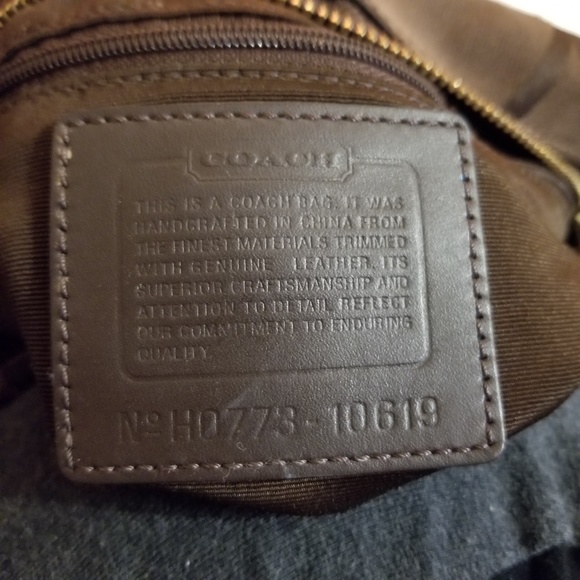 COACH
THIS IS A COACH BAG. IT WAS
HANDCRAFTED IN CHINA FROM
THE FINEST MATERIALS TRIMMED
WITH GENUINE LEATHER. ITS
SUPERIOR CRAFTSMANSHIP AND
ATTENTION TO DETAIL REFLECT
OUR COMMITMENT TO ENDURING
QUALITY.
Nº H0773-10619